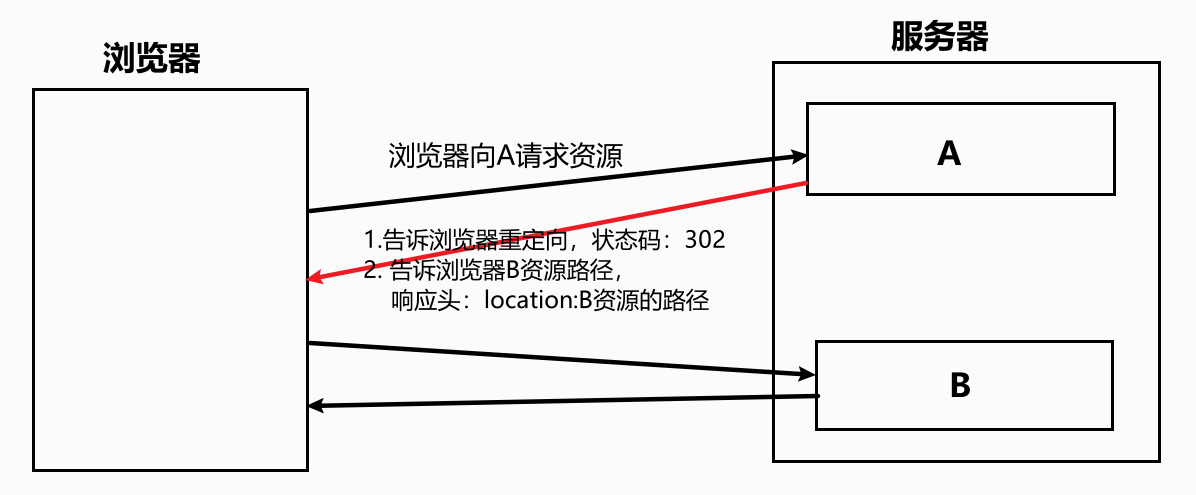 浏览器
服务器
浏览器向A请求资源
A
1.告诉浏览器重定向，状态码：302
2. 告诉浏览器B资源路径，
响应头：location:B资源的路径
B